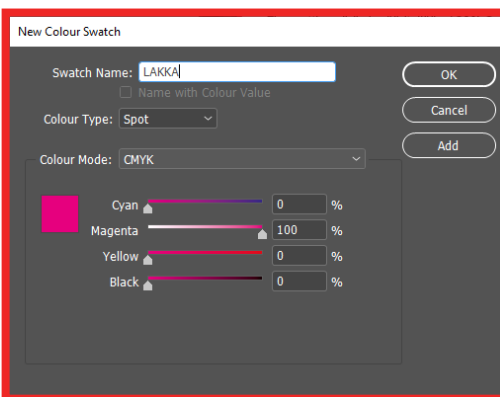 New Colour Swatch
Swatch Name: LAKKA
OK
Name with Colour Value
Cancel
Colour Type: Spot
Add
Colour Mode: CMYK
Cyan 0 %
Magenta 100 %
Yellow 0 %
Black 0 %